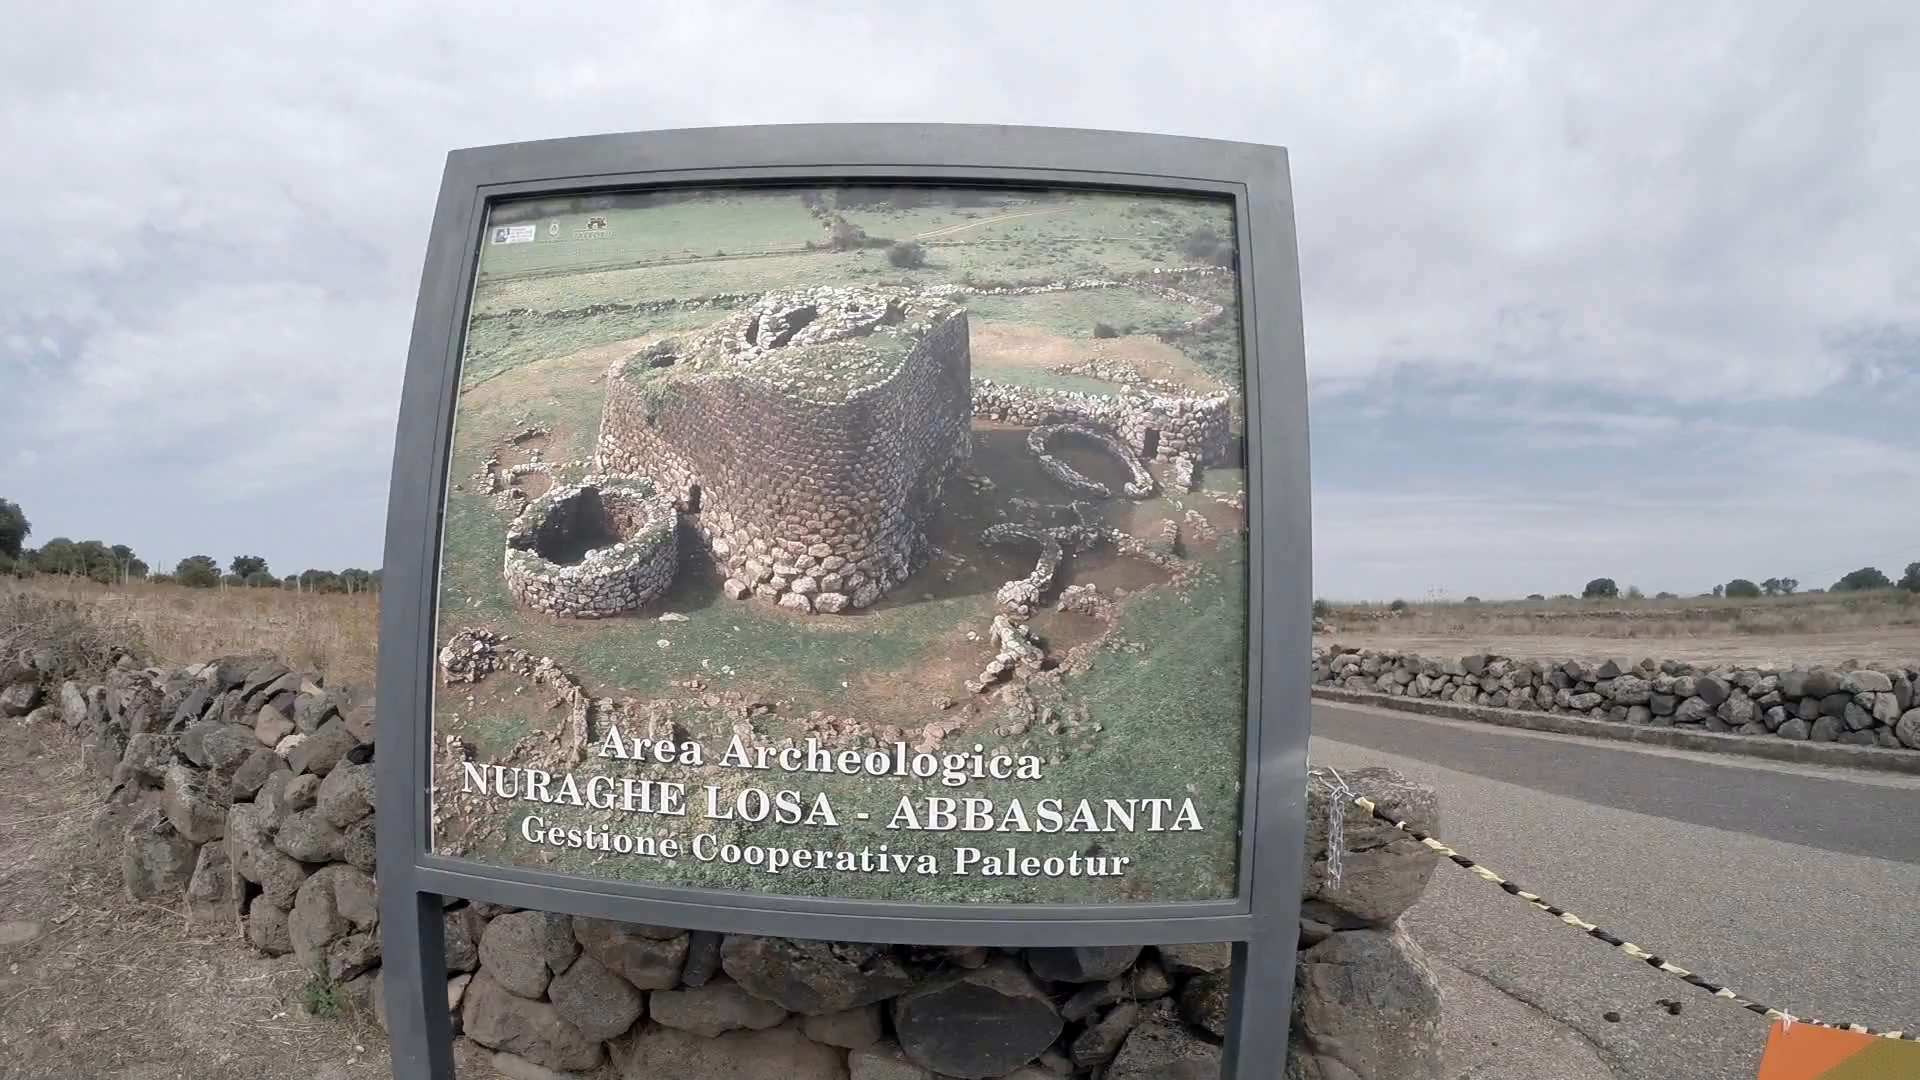 Area Archeologica
NURAGHE LOSA - ABBASANTA
Gestione Cooperativa Paleotur